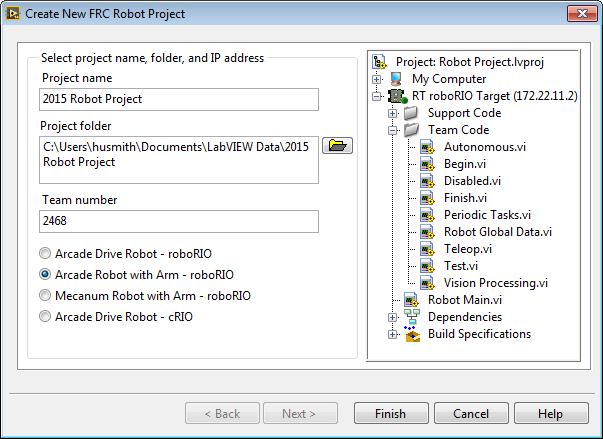 Create New FRC Robot Project
Select project name, folder, and IP address
Project name
2015 Robot Project
Project folder
C:\Users\husmith\Documents\LabVIEW Data\2015
Robot Project
Team number
2468
Arcade Drive Robot - roboRIO
Arcade Robot with Arm - roboRIO
Mecanum Robot with Arm - roboRIO
Arcade Drive Robot - cRIO
Project: Robot Project.lvproj
My Computer
RT roboRIO Target (172.22.11.2)
Support Code
Team Code
Autonomous.vi
Begin.vi
Disabled.vi
Finish.vi
Periodic Tasks.vi
Robot Global Data.vi
Teleop.vi
Test.vi
Vision Processing.vi
Robot Main.vi
Dependencies
Build Specifications
< Back
Next >
Finish
Cancel
Help